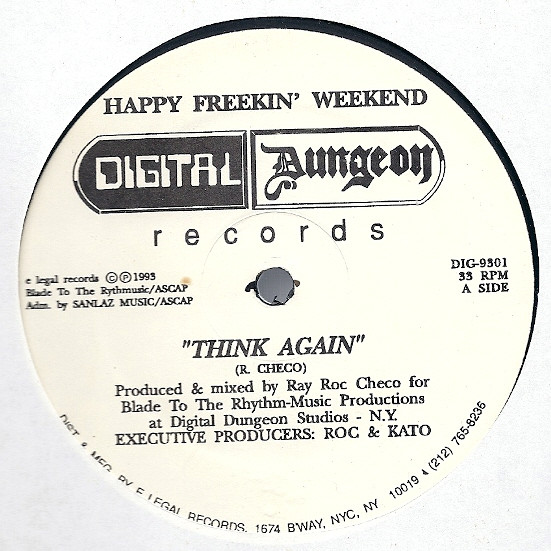 HAPPY FREEKIN' WEEKEND
DIGITAL Dungeon
records
e legal records ©℗1993
Blade To The Rythmusic/ASCAP
Adm. by SANLAZ MUSIC/ASCAP
DIG-9301
33 RPM
A SIDE
"THINK AGAIN"
(R. CHECO)
Produced & mixed by Ray Roc Checo for
Blade To The Rhythm-Music Productions
at Digital Dungeon Studios - N.Y.
EXECUTIVE PRODUCERS: ROC & KATO
DIST & MFG. BY E LEGAL RECORDS, 1674 B'WAY, NYC, NY 10019 (212) 765-8236